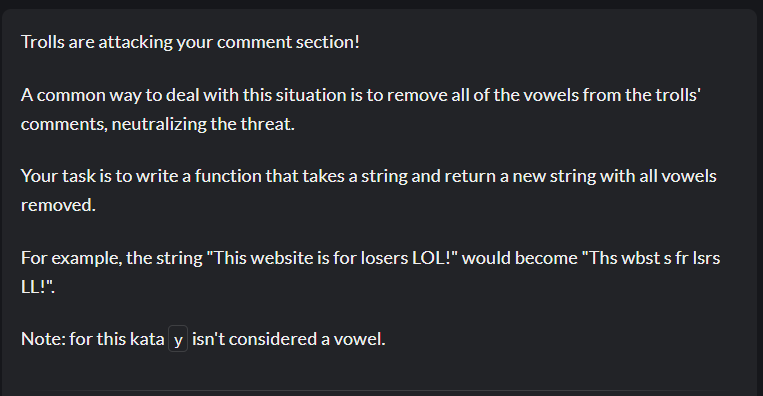 Trolls are attacking your comment section!
A common way to deal with this situation is to remove all of the vowels from the trolls'
comments, neutralizing the threat.
Your task is to write a function that takes a string and return a new string with all vowels
removed.
For example, the string "This website is for losers LOL!" would become "Ths wbst s fr lsrs
LL!".
Note: for this kata y isn't considered a vowel.